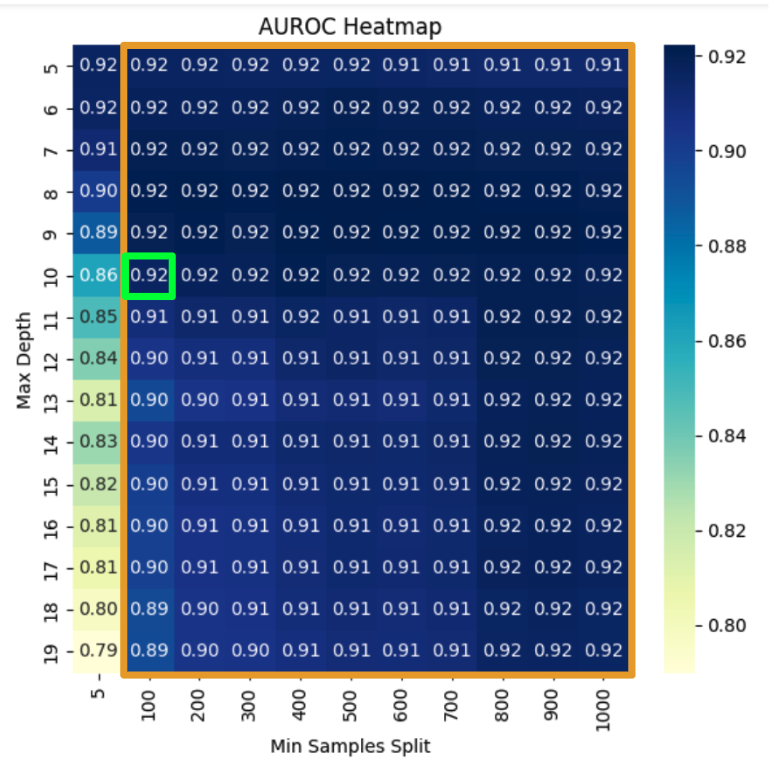 AUROC Heatmap
5 0.92 0.92 0.92 0.92 0.92 0.92 0.91 0.91 0.91 0.91 0.91
6 0.92 0.92 0.92 0.92 0.92 0.92 0.92 0.92 0.92 0.92 0.92
7 0.91 0.92 0.92 0.92 0.92 0.92 0.92 0.92 0.92 0.92 0.92
8 0.90 0.92 0.92 0.92 0.92 0.92 0.92 0.92 0.92 0.92 0.92
9 0.89 0.92 0.92 0.92 0.92 0.92 0.92 0.92 0.92 0.92 0.92
10 0.86 0.92 0.92 0.92 0.92 0.92 0.92 0.92 0.92 0.92 0.92
11 0.85 0.91 0.91 0.91 0.92 0.91 0.91 0.91 0.92 0.92 0.92
12 0.84 0.90 0.91 0.91 0.91 0.91 0.91 0.91 0.92 0.92 0.92
13 0.81 0.90 0.90 0.91 0.91 0.91 0.91 0.91 0.92 0.92 0.92
14 0.83 0.90 0.91 0.91 0.91 0.91 0.91 0.91 0.92 0.92 0.92
15 0.82 0.90 0.91 0.91 0.91 0.91 0.91 0.91 0.92 0.92 0.92
16 0.81 0.90 0.91 0.91 0.91 0.91 0.91 0.91 0.92 0.92 0.92
17 0.81 0.90 0.91 0.91 0.91 0.91 0.91 0.91 0.92 0.92 0.92
18 0.80 0.89 0.90 0.91 0.91 0.91 0.91 0.91 0.92 0.92 0.92
19 0.79 0.89 0.90 0.90 0.91 0.91 0.91 0.91 0.92 0.92 0.92
Max Depth
5 100 200 300 400 500 600 700 800 900 1000
Min Samples Split
0.92
0.90
0.88
0.86
0.84
0.82
0.80